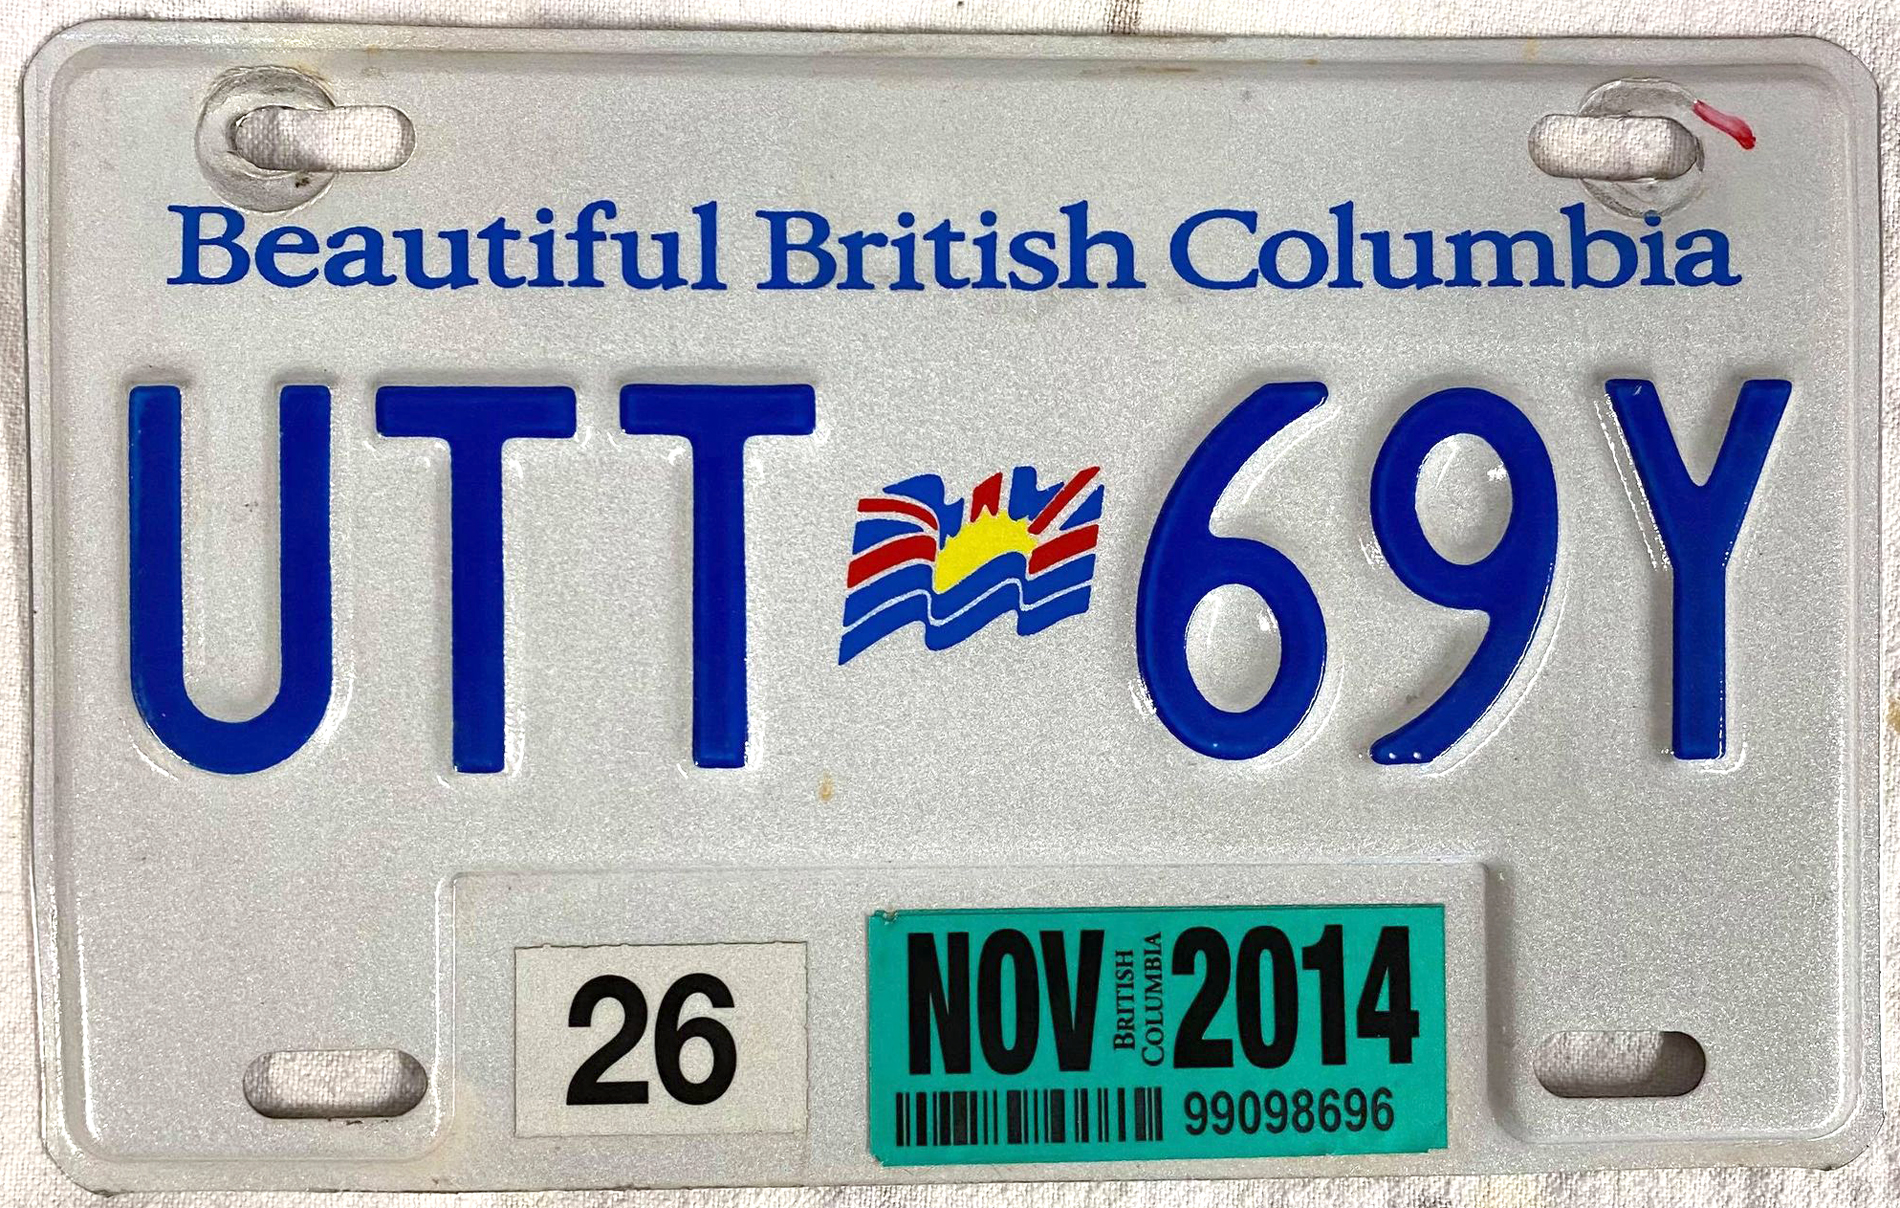 Beautiful British Columbia
UTT 69Y
26
NOV BRITISH COLUMBIA 2014
99098696